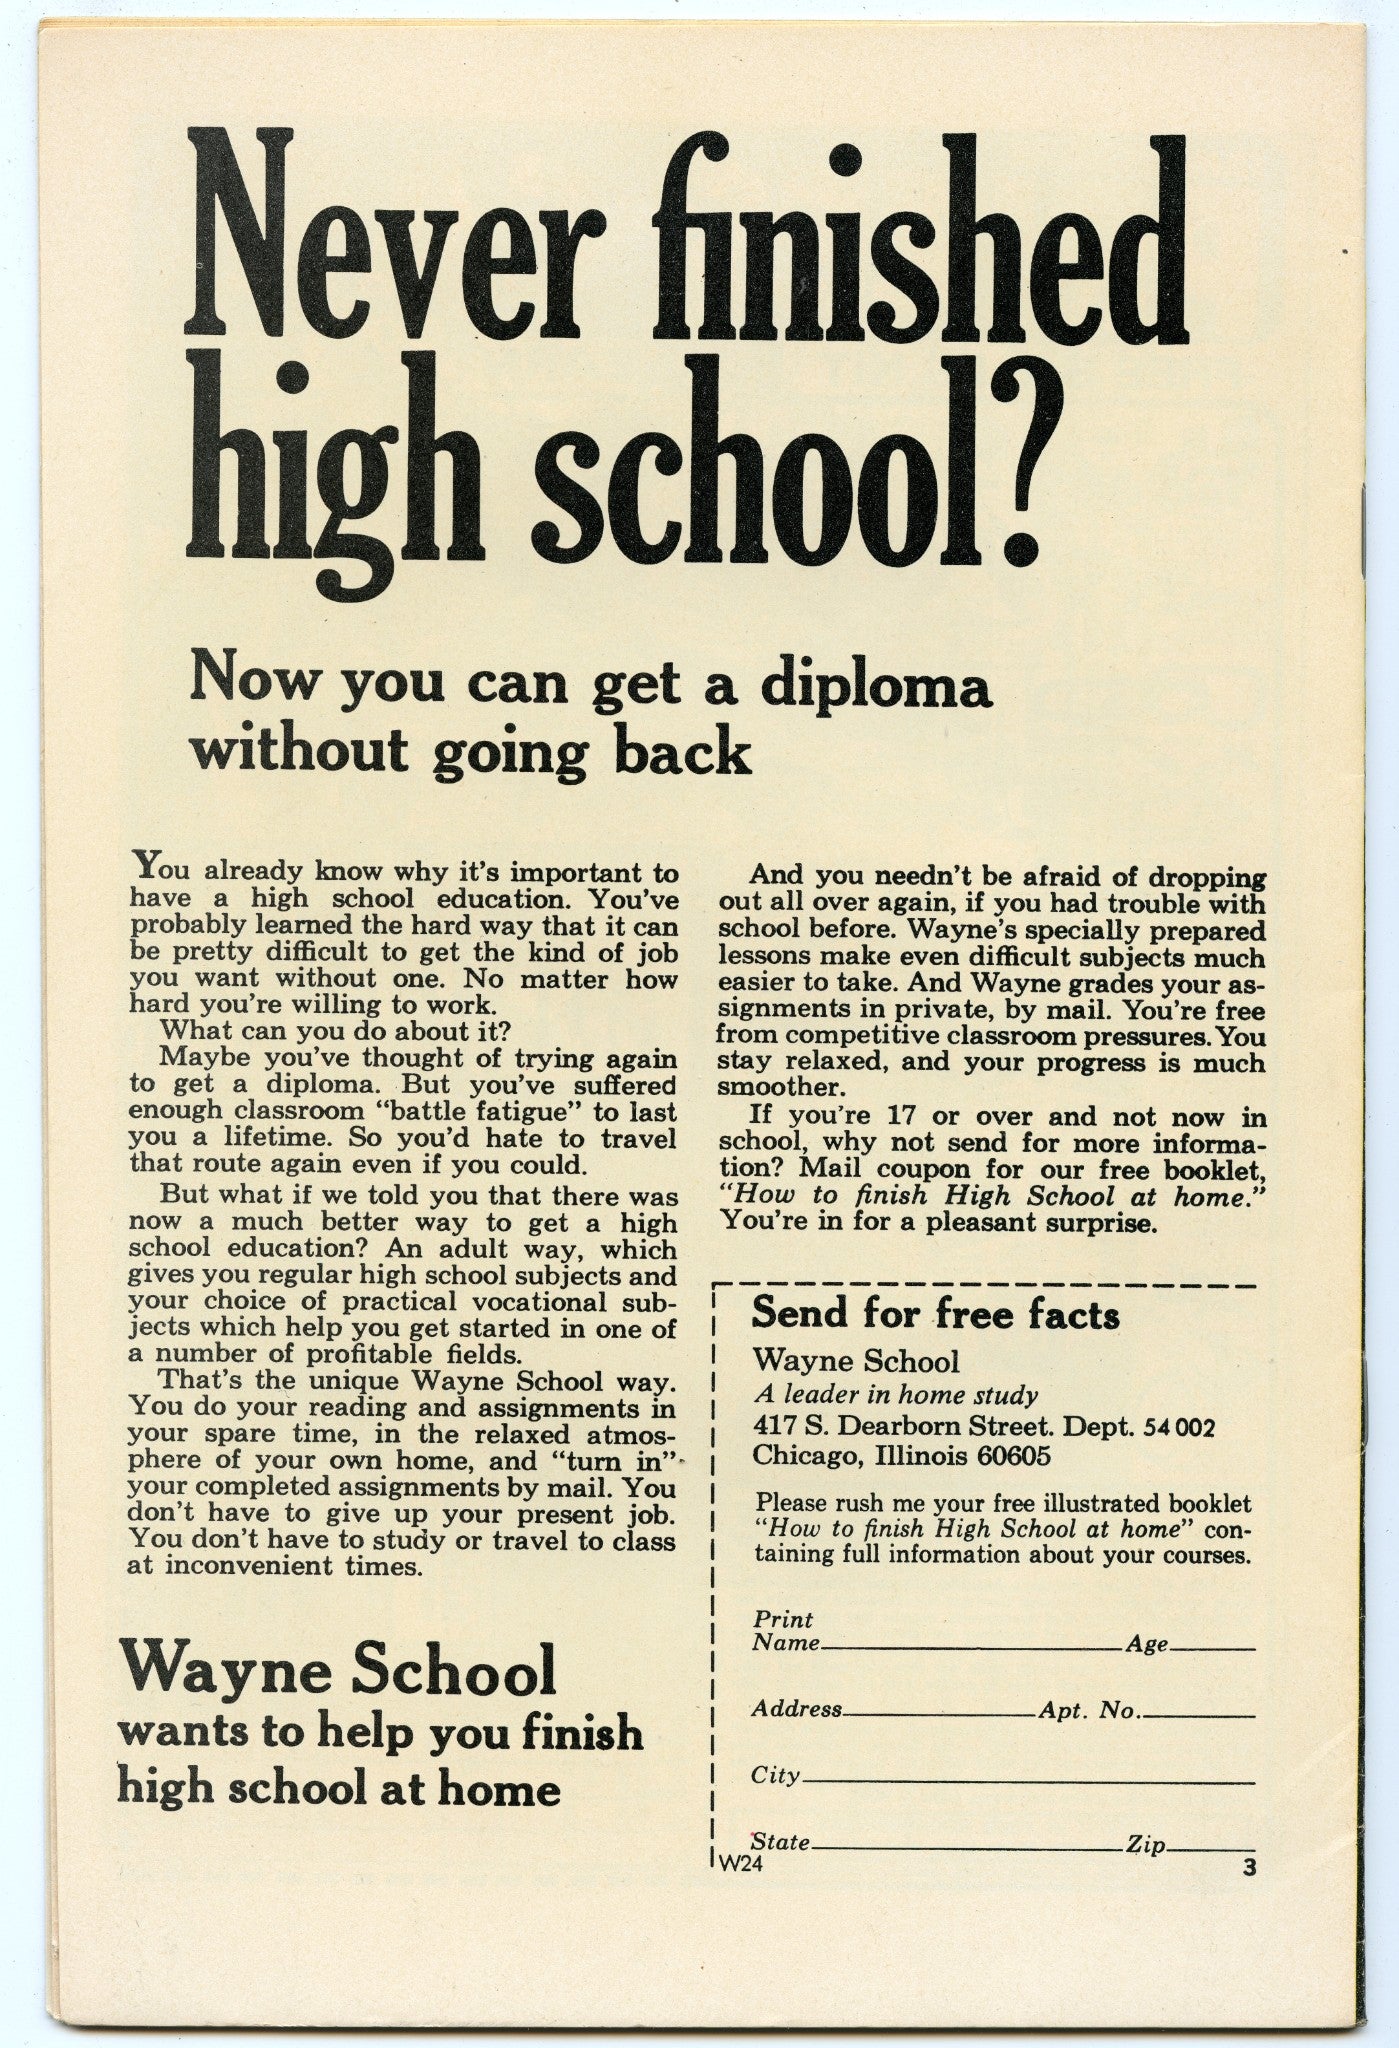 Never finished
high school?
Now you can get a diploma
without going back
You already know why it's important to
have a high school education. You've
probably learned the hard way that it can
be pretty difficult to get the kind of job
you want without one. No matter how
hard you're willing to work.
What can you do about it?
Maybe you've thought of trying again
to get a diploma. But you've suffered
enough classroom "battle fatigue" to last
you a lifetime. So you'd hate to travel
that route again even if you could.
But what if we told you that there was
now a much better way to get a high
school education? An adult way, which
gives you regular high school subjects and
your choice of practical vocational sub-
jects which help you get started in one of
a number of profitable fields.
That's the unique Wayne School way.
You do your reading and assignments in
your spare time, in the relaxed atmos-
phere of your own home, and "turn in"
your completed assignments by mail. You
don't have to give up your present job.
You don't have to study or travel to class
at inconvenient times.
Wayne School
wants to help you finish
high school at home
And you needn't be afraid of dropping
out all over again, if you had trouble with
school before. Wayne's specially prepared
lessons make even difficult subjects much
easier to take. And Wayne grades your as-
signments in private, by mail. You're free
from competitive classroom pressures. You
stay relaxed, and your progress is much
smoother.
If you're 17 or over and not now in
school, why not send for more informa-
tion? Mail coupon for our free booklet,
"How to finish High School at home."
You're in for a pleasant surprise.
Send for free facts
Wayne School
A leader in home study
417 S. Dearborn Street. Dept. 54 002
Chicago, Illinois 60605
Please rush me your free illustrated booklet
"How to finish High School at home" con-
taining full information about your courses.
Print
Name Age
Address Apt. No.
City
State Zip
W24 3